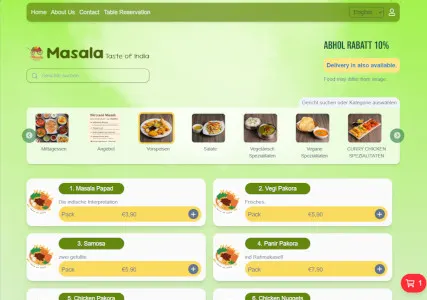 Home About Us Contact Table Reservation
English
Masala Taste of India
ABHOL RABATT 10%
Delivery is also available.
Food may differ from image.
Gericht suchen
Gericht suchen oder Kategorie auswählen
Mittagsmenü
Angebot
Vorspeisen
Salate
Vegetarisch Spezialitäten
Vegane Spezialitäten
CURRY CHICKEN SPEZIALITÄTEN
1. Masala Papad
Die indische Interpretation
Pack €3,90
2. Vegi Pakora
Frisches
Pack €5,90
3. Samosa
zwei gefüllte
Pack €5,90
4. Panir Pakora
mit Rahmkäse
Pack €7,90
5. Chicken Pakora
6. Chicken Nuggets
1